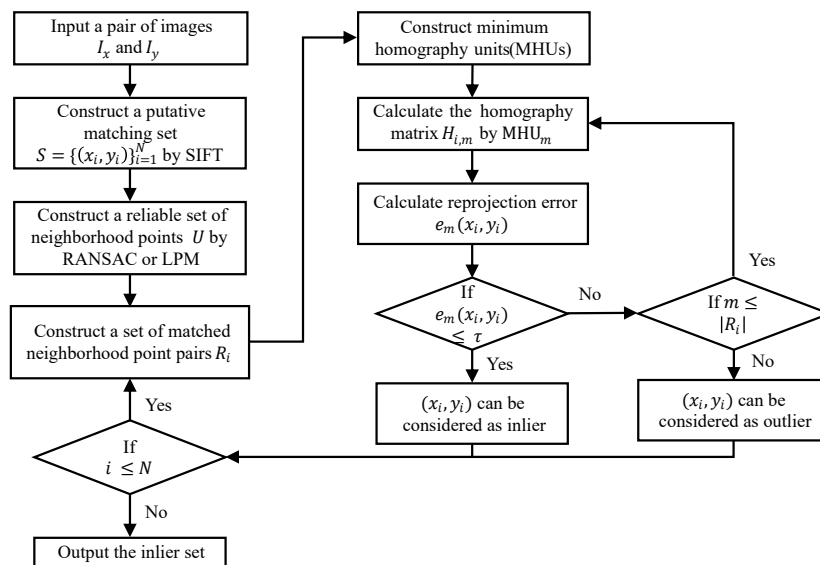 Input a pair of images
I_x and I_y
Construct a putative
matching set
S = {(x_i, y_i)}_{i=1}^N by SIFT
Construct a reliable set of
neighborhood points U by
RANSAC or LPM
Construct a set of matched
neighborhood point pairs R_i
Yes
If
i ≤ N
No
Output the inlier set
Construct minimum
homography units(MHUs)
Calculate the homography
matrix H_{i,m} by MHU_m
Calculate reprojection error
e_m(x_i, y_i)
If
e_m(x_i, y_i)
≤ τ
No
Yes
(x_i, y_i) can be
considered as inlier
Yes
If m ≤
|R_i|
No
(x_i, y_i) can be
considered as outlier